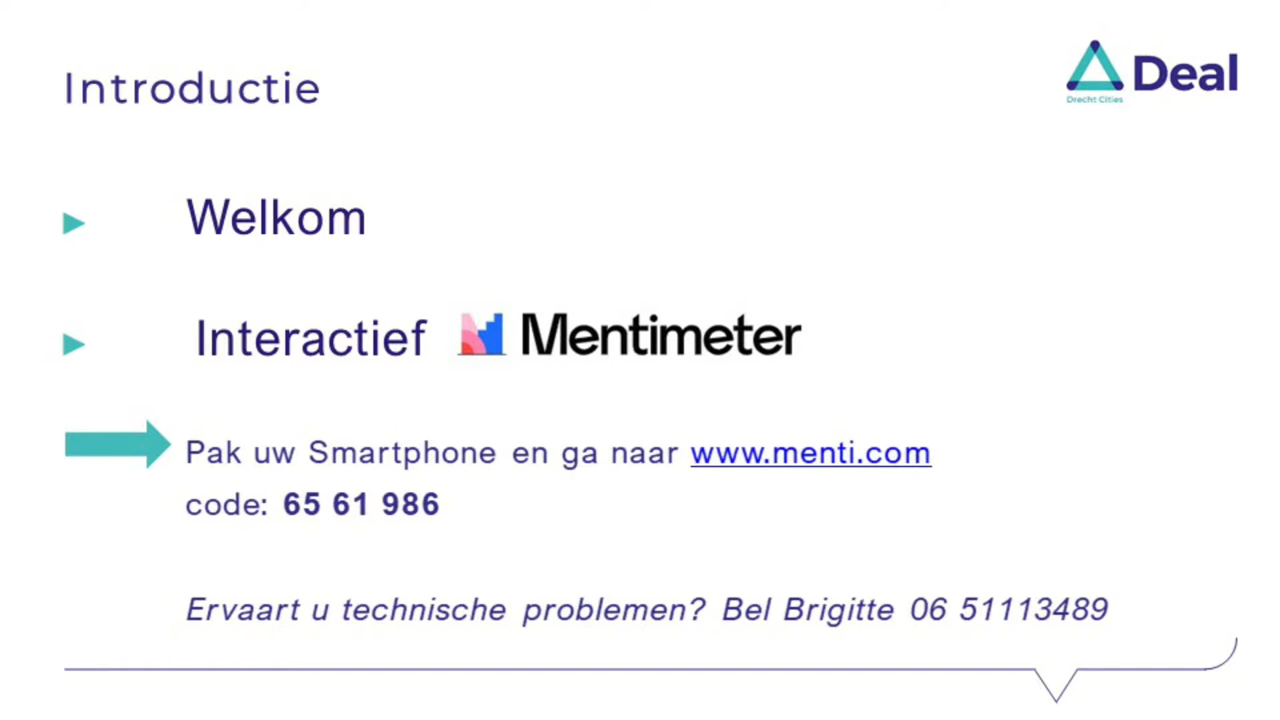 Introductie
Deal
Drecht Cities
Welkom
Interactief Mentimeter
Pak uw Smartphone en ga naar www.menti.com
code: 65 61 986
Ervaart u technische problemen? Bel Brigitte 06 51113489